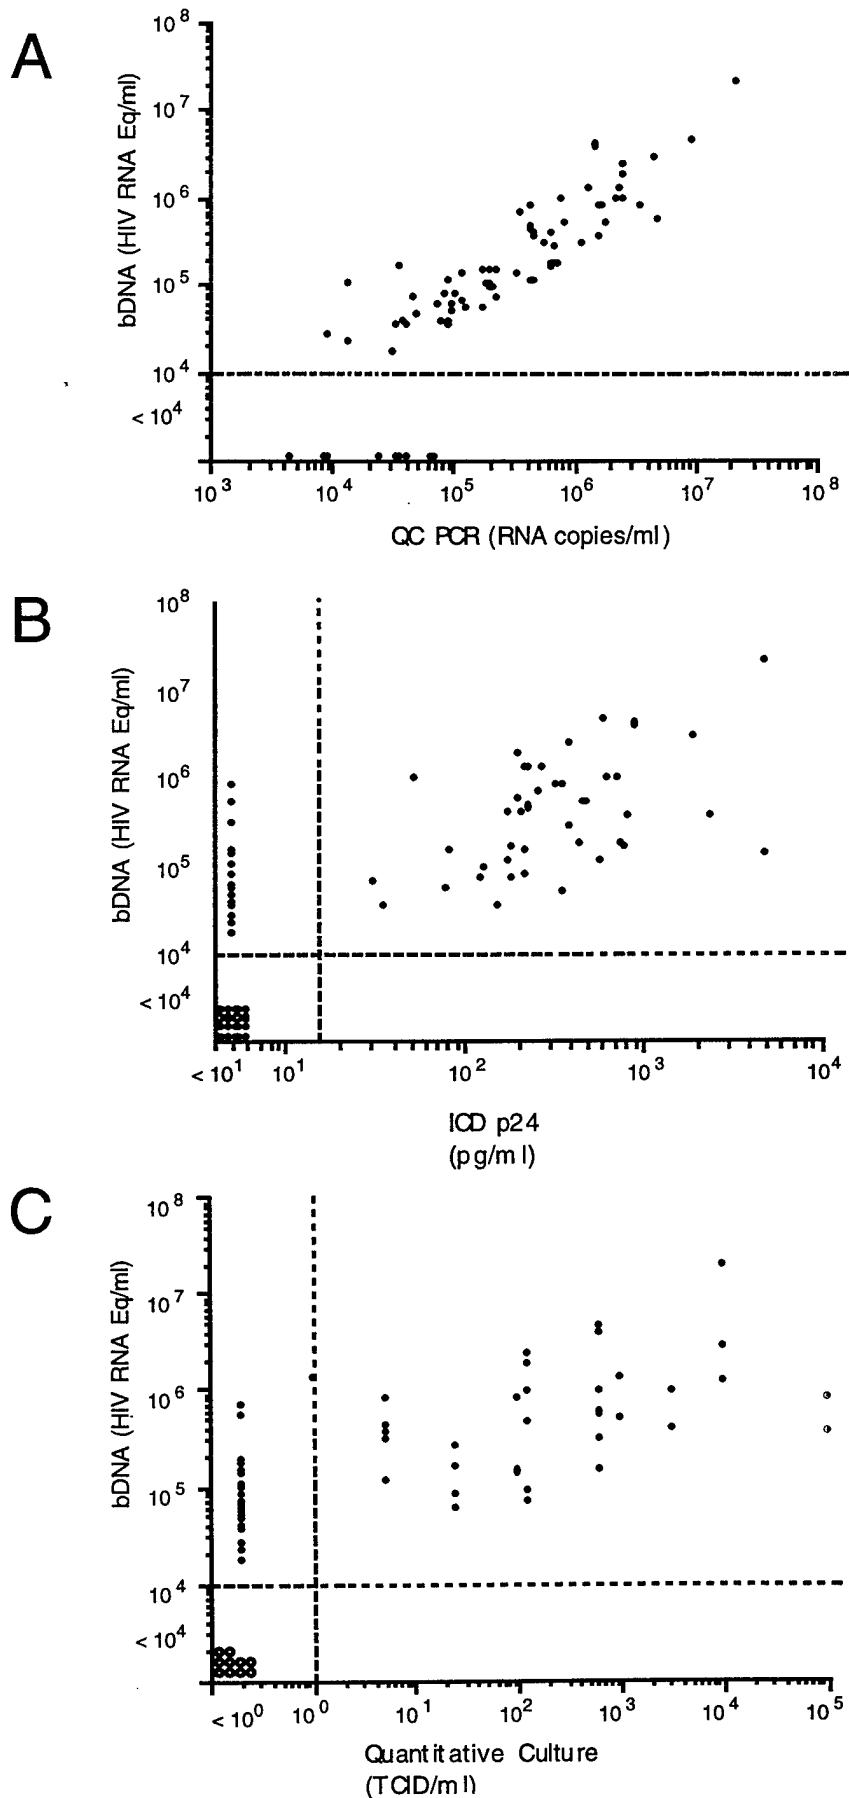 A
bDNA (HIV RNA Eq/ml)
10^8
10^7
10^6
10^5
10^4
< 10^4
10^3 10^4 10^5 10^6 10^7 10^8
QC PCR (RNA copies/ml)
B
bDNA (HIV RNA Eq/ml)
10^8
10^7
10^6
10^5
10^4
< 10^4
< 10^1 10^1 10^2 10^3 10^4
ICD p24
(pg/ml)
C
bDNA (HIV RNA Eq/ml)
10^8
10^7
10^6
10^5
10^4
< 10^4
< 10^0 10^0 10^1 10^2 10^3 10^4 10^5
Quantitative Culture
(TCID/ml)